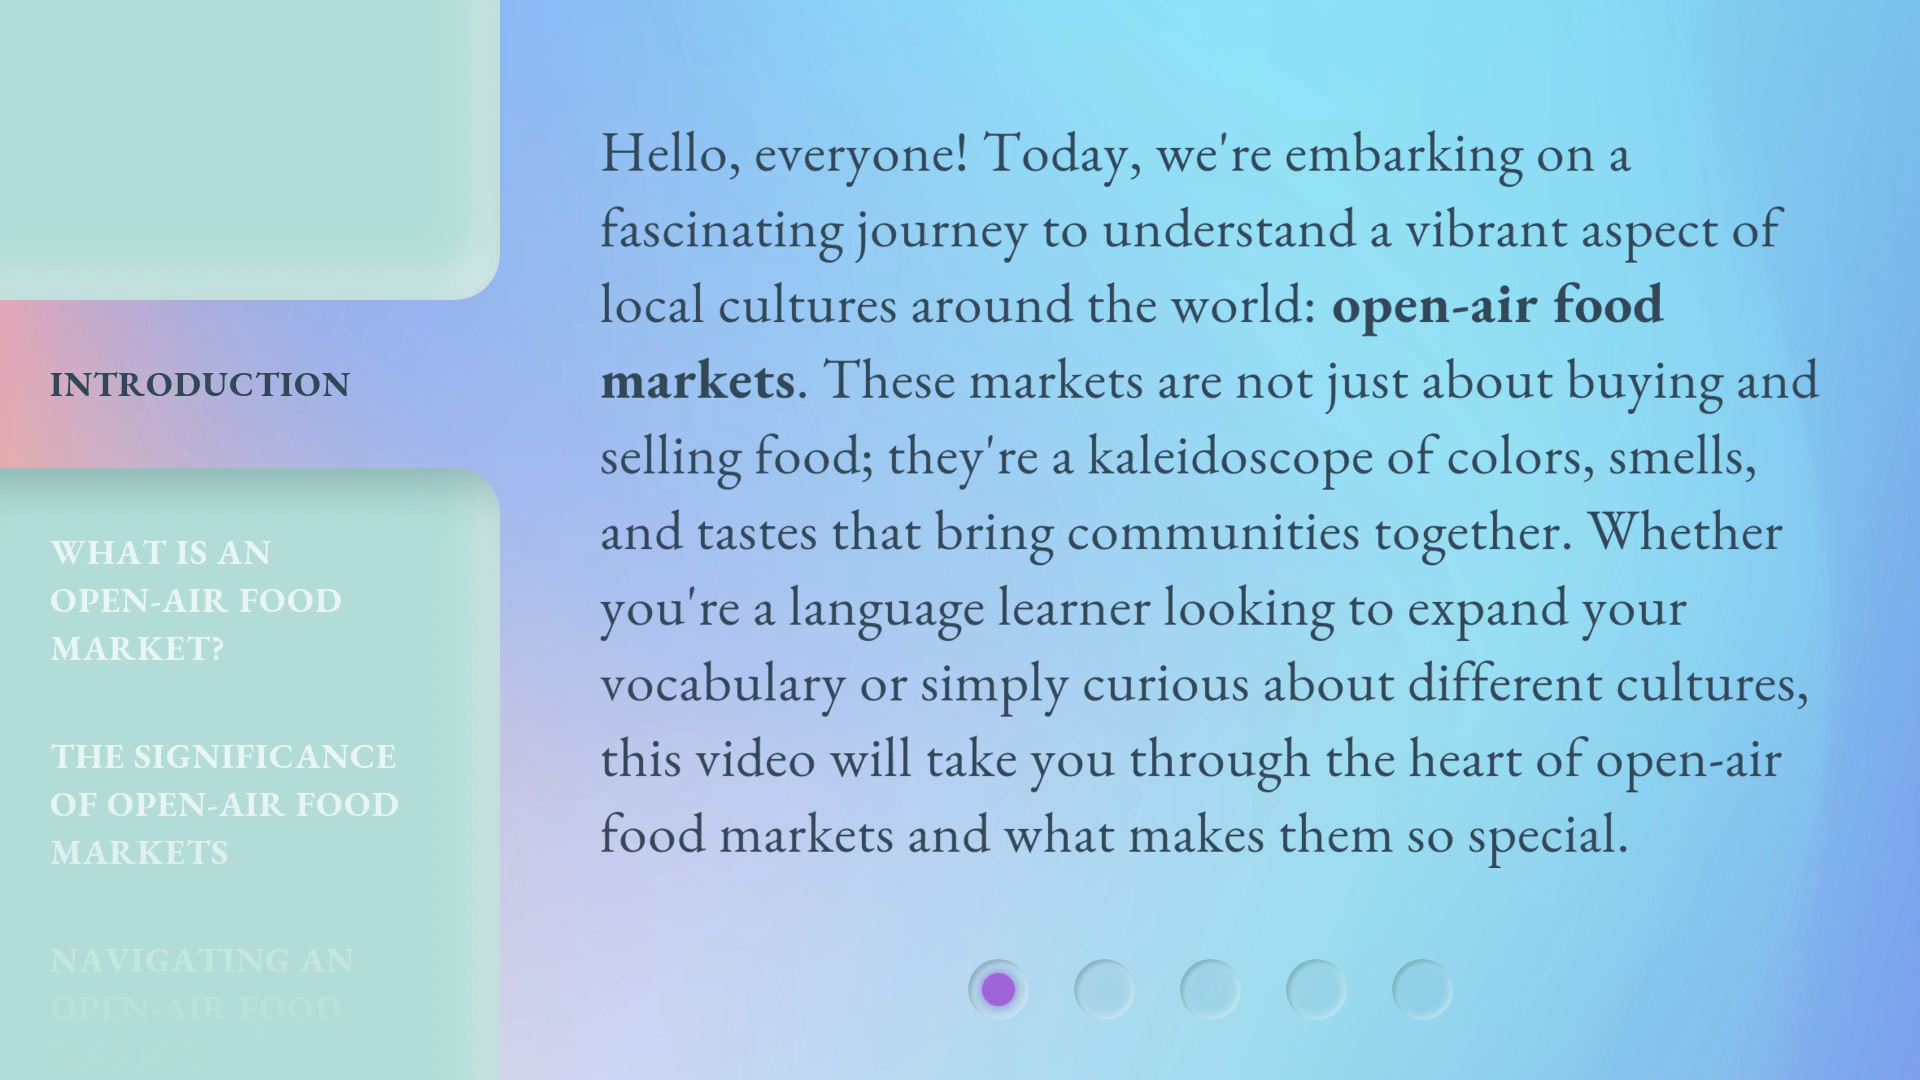 INTRODUCTION
WHAT IS AN
OPEN-AIR FOOD
MARKET?
THE SIGNIFICANCE
OF OPEN-AIR FOOD
MARKETS
NAVIGATING AN
OPEN-AIR FOOD
MARKET
Hello, everyone! Today, we're embarking on a
fascinating journey to understand a vibrant aspect of
local cultures around the world: open-air food
markets. These markets are not just about buying and
selling food; they're a kaleidoscope of colors, smells,
and tastes that bring communities together. Whether
you're a language learner looking to expand your
vocabulary or simply curious about different cultures,
this video will take you through the heart of open-air
food markets and what makes them so special.